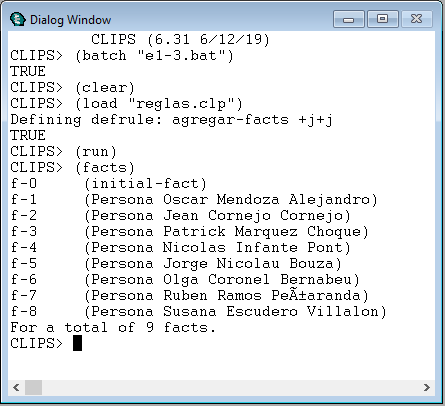 Dialog Window
CLIPS (6.31 6/12/19)
CLIPS> (batch "e1-3.bat")
TRUE
CLIPS> (clear)
CLIPS> (load "reglas.clp")
Defining defrule: agregar-facts +j+j
TRUE
CLIPS> (run)
CLIPS> (facts)
f-0     (initial-fact)
f-1     (Persona Oscar Mendoza Alejandro)
f-2     (Persona Jean Cornejo Cornejo)
f-3     (Persona Patrick Marquez Choque)
f-4     (Persona Nicolas Infante Pont)
f-5     (Persona Jorge Nicolau Bouza)
f-6     (Persona Olga Coronel Bernabeu)
f-7     (Persona Ruben Ramos PeÃ±aranda)
f-8     (Persona Susana Escudero Villalon)
For a total of 9 facts.
CLIPS>